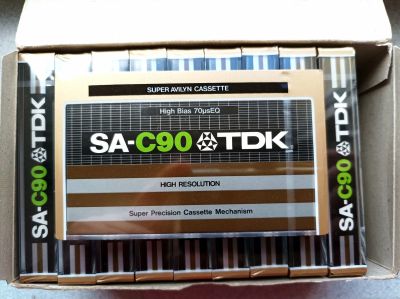 SUPER AVILYN CASSETTE
High Bias 70µsEQ
SA-C90 TDK
HIGH RESOLUTION
Super Precision Cassette Mechanism
SA-C90 TDK
SA-C90 TDK